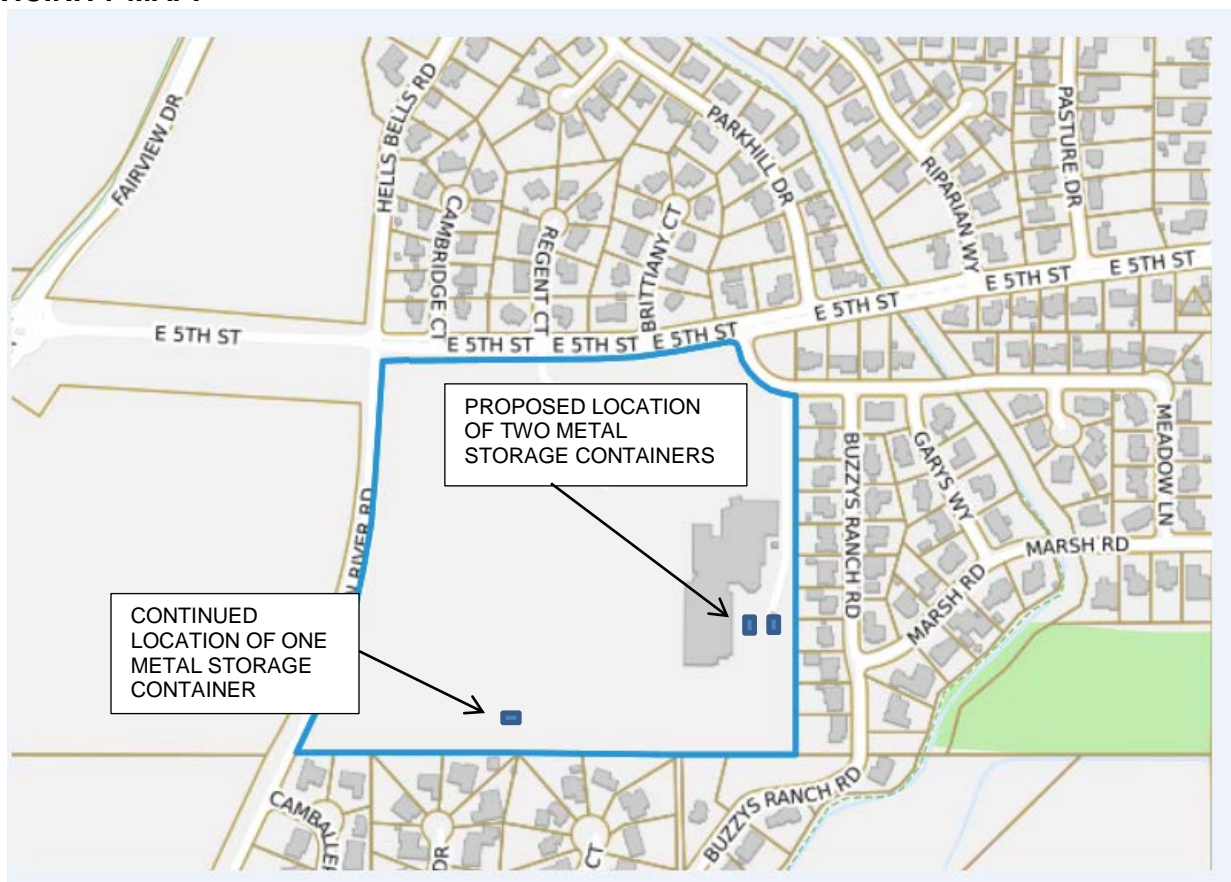 FAIRVIEW DR
HELLS BELLS RD
CAMBRIDGE CT
REGENT CT
BRITTIANY CT
PARKHILL DR
RIPARIAN WY
PASTURE DR
E 5TH ST
E 5TH ST
E 5TH ST
E 5TH ST
E 5TH ST
E 5TH ST
E 5TH ST
PROPOSED LOCATION
OF TWO METAL
STORAGE CONTAINERS
BUZZYS RANCH RD
GARYS WY
MEADOW LN
MARSH RD
MARSH RD
RIVER RD
CONTINUED
LOCATION OF ONE
METAL STORAGE
CONTAINER
BUZZYS RANCH RD
DR
CT